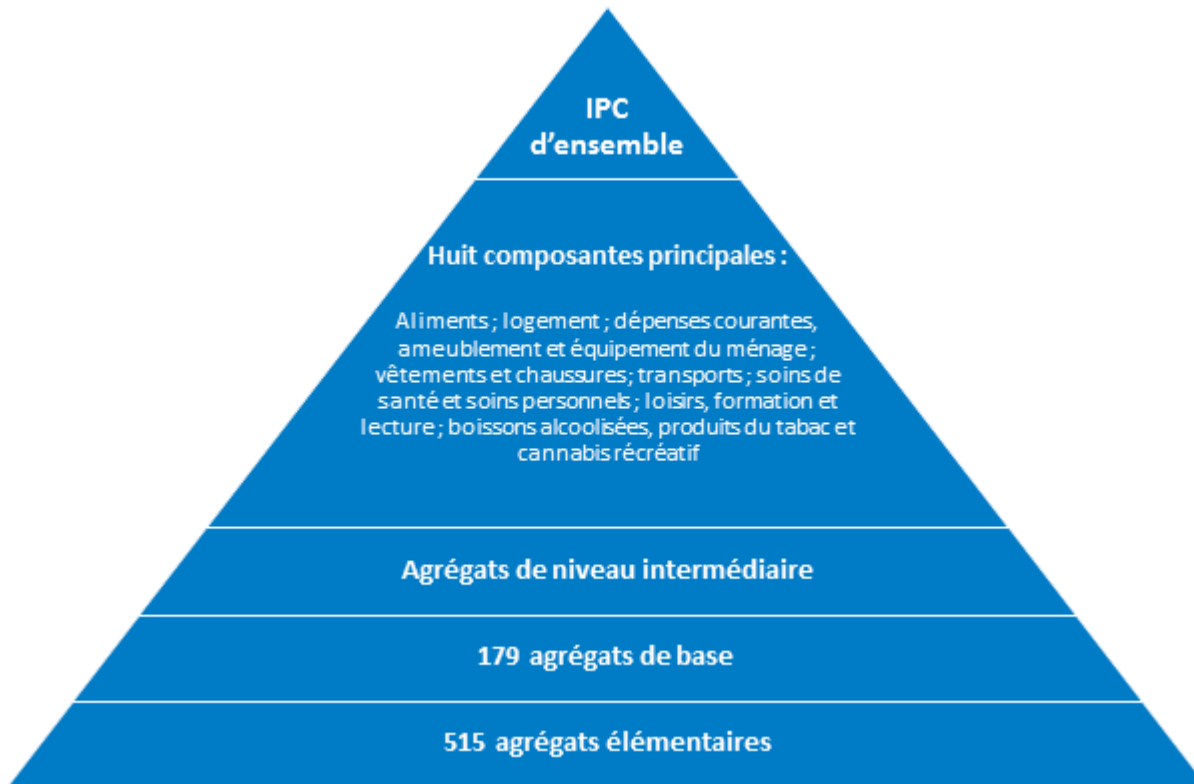 IPC
d’ensemble
Huit composantes principales :
Aliments ; logement ; dépenses courantes,
ameublement et équipement du ménage ;
vêtements et chaussures ; transports ; soins de
santé et soins personnels ; loisirs, formation et
lecture ; boissons alcoolisées, produits du tabac et
cannabis récréatif
Agrégats de niveau intermédiaire
179 agrégats de base
515 agrégats élémentaires